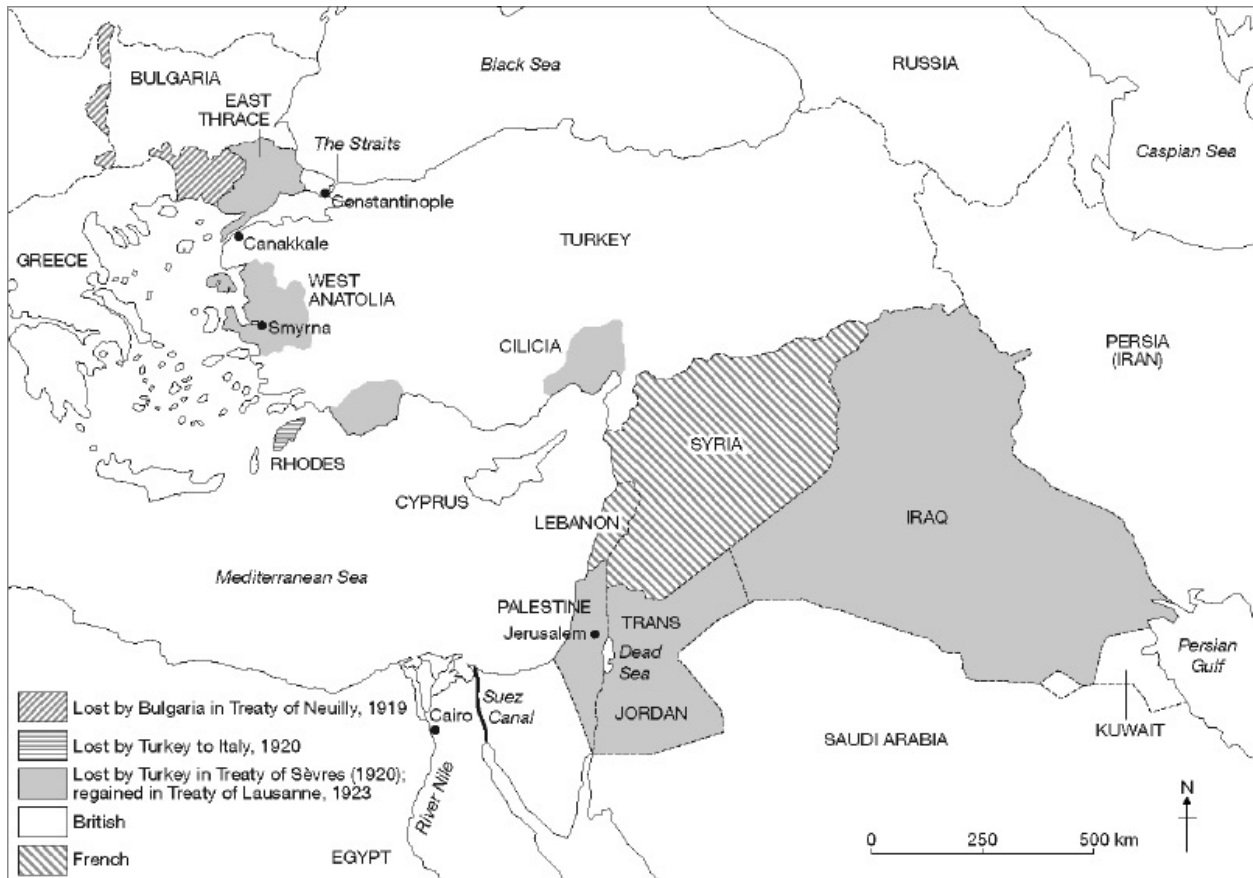 Black Sea
RUSSIA
BULGARIA
EAST
THRACE
The Straits
Caspian Sea
Constantinople
Canakkale
TURKEY
GREECE
WEST
ANATOLIA
Smyrna
CILICIA
PERSIA
(IRAN)
SYRIA
RHODES
CYPRUS
LEBANON
IRAQ
Mediterranean Sea
PALESTINE
Jerusalem
TRANS
Dead
Sea
JORDAN
Persian
Gulf
Suez
Canal
Cairo
KUWAIT
SAUDI ARABIA
River Nile
EGYPT
Lost by Bulgaria in Treaty of Neuilly, 1919
Lost by Turkey to Italy, 1920
Lost by Turkey in Treaty of Sèvres (1920);
regained in Treaty of Lausanne, 1923
British
French
N
0 250 500 km